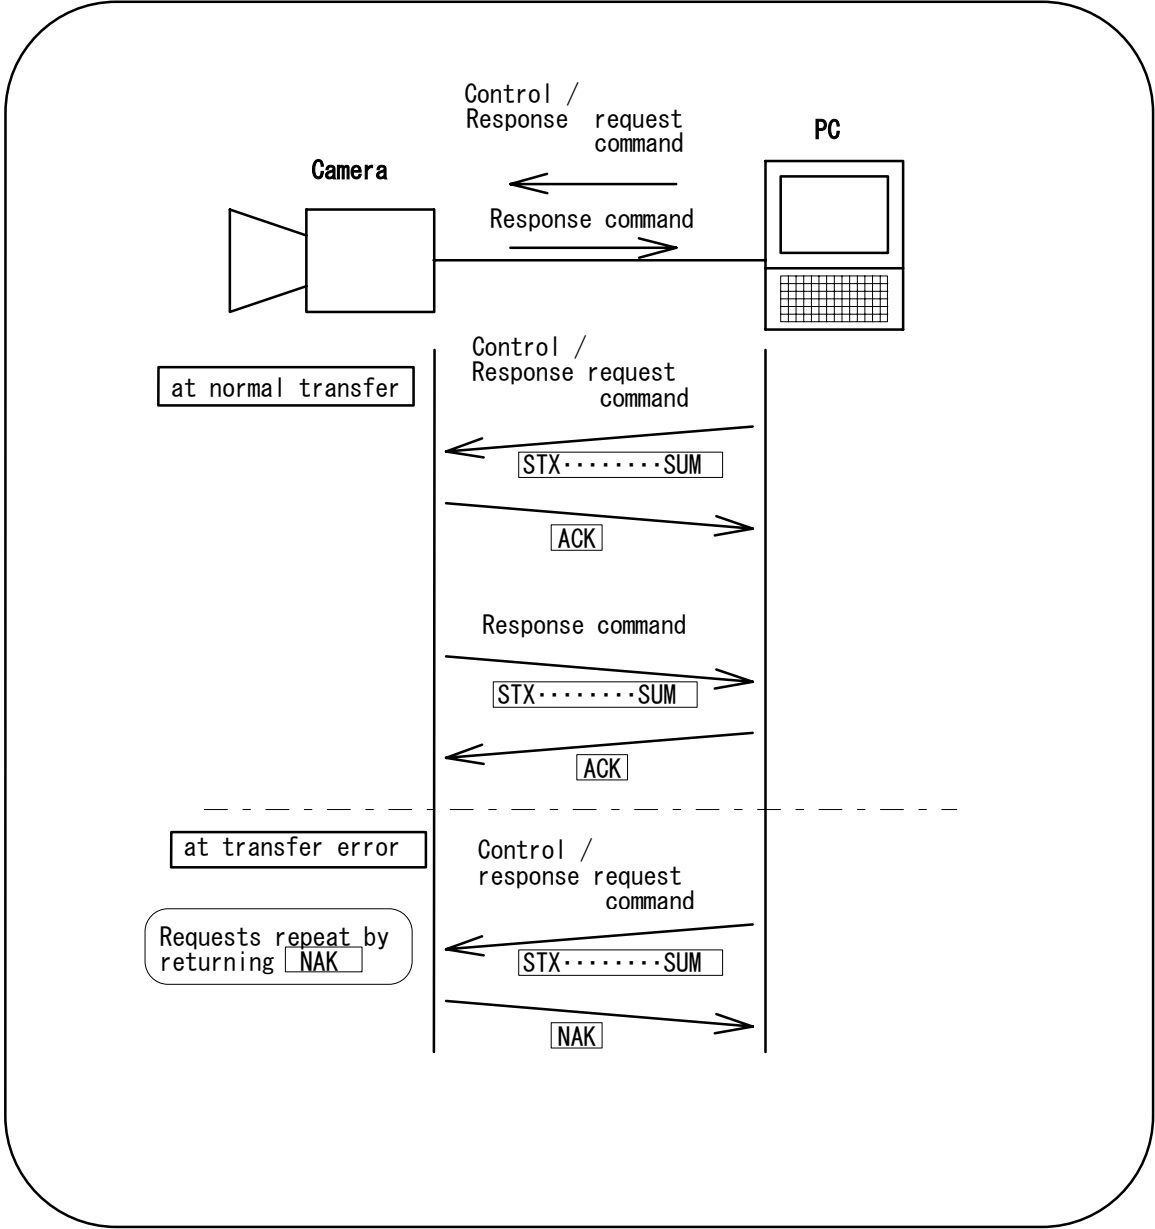 Control /
Response request
command
PC
Camera
Response command
Control /
Response request
command
at normal transfer
STX········SUM
ACK
Response command
STX········SUM
ACK
at transfer error
Control /
response request
command
Requests repeat by
returning NAK
STX········SUM
NAK